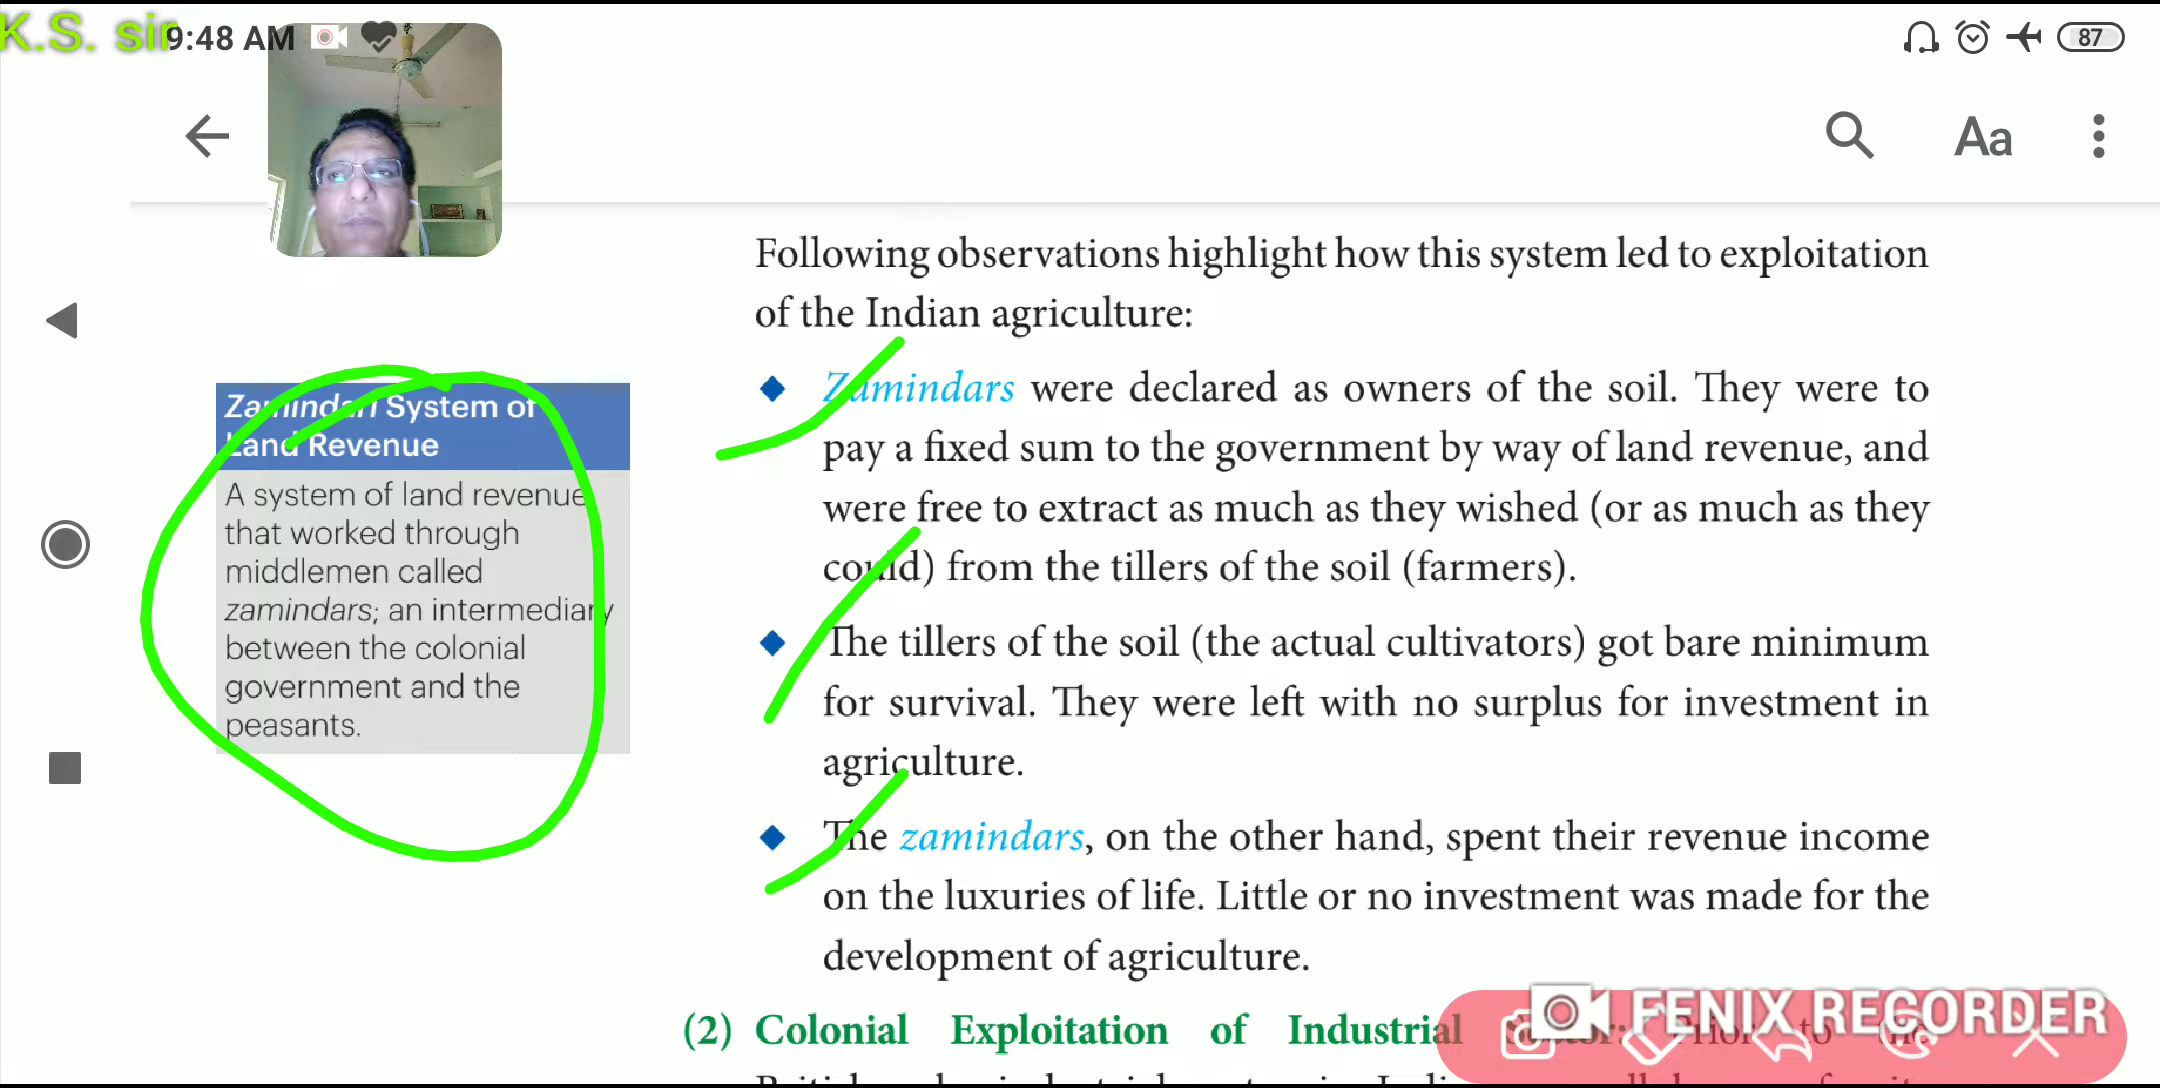 K.S. sir
9:48 AM
87
Aa
Following observations highlight how this system led to exploitation
of the Indian agriculture:
Zamindari System of
Land Revenue
A system of land revenue
that worked through
middlemen called
zamindars; an intermediary
between the colonial
government and the
peasants.
Zamindars were declared as owners of the soil. They were to
pay a fixed sum to the government by way of land revenue, and
were free to extract as much as they wished (or as much as they
could) from the tillers of the soil (farmers).
The tillers of the soil (the actual cultivators) got bare minimum
for survival. They were left with no surplus for investment in
agriculture.
The zamindars, on the other hand, spent their revenue income
on the luxuries of life. Little or no investment was made for the
development of agriculture.
(2) Colonial Exploitation of Industrial Prior to the
FENIX RECORDER